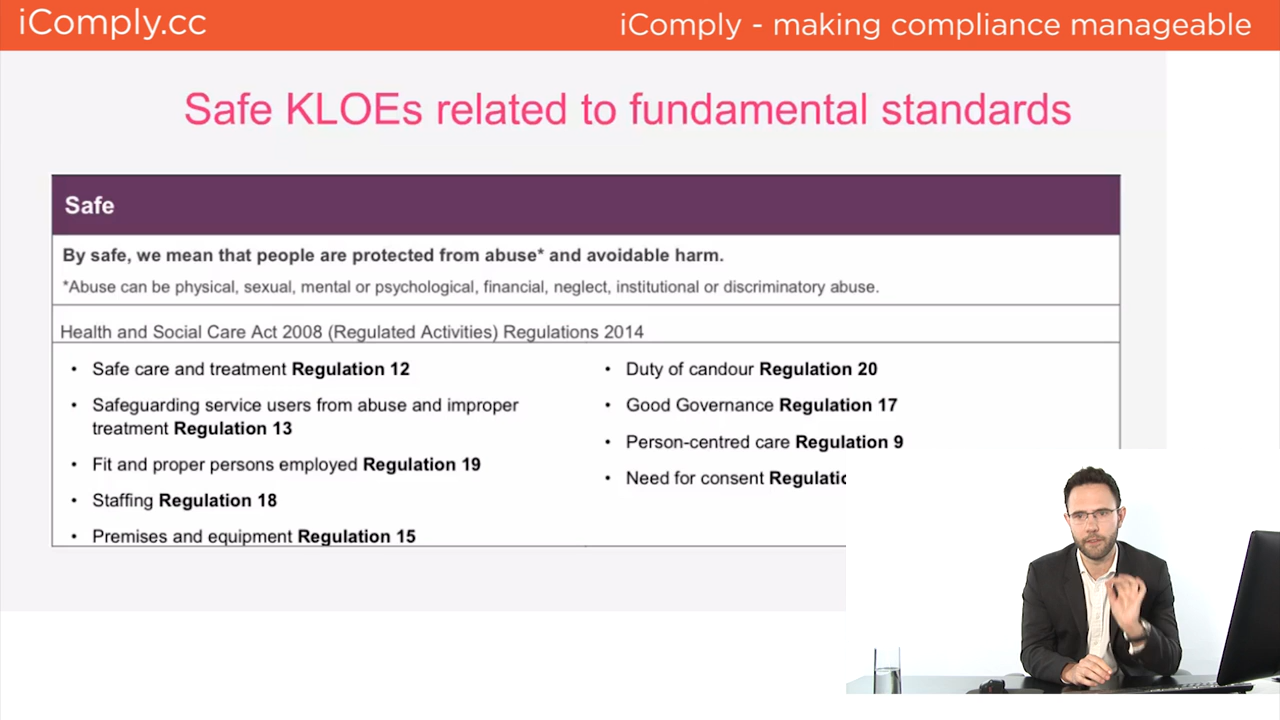 iComply.cc
iComply - making compliance manageable
Safe KLOEs related to fundamental standards
Safe
By safe, we mean that people are protected from abuse* and avoidable harm.
*Abuse can be physical, sexual, mental or psychological, financial, neglect, institutional or discriminatory abuse.
Health and Social Care Act 2008 (Regulated Activities) Regulations 2014
• Safe care and treatment Regulation 12
• Safeguarding service users from abuse and improper
treatment Regulation 13
• Fit and proper persons employed Regulation 19
• Staffing Regulation 18
• Premises and equipment Regulation 15
• Duty of candour Regulation 20
• Good Governance Regulation 17
• Person-centred care Regulation 9
• Need for consent